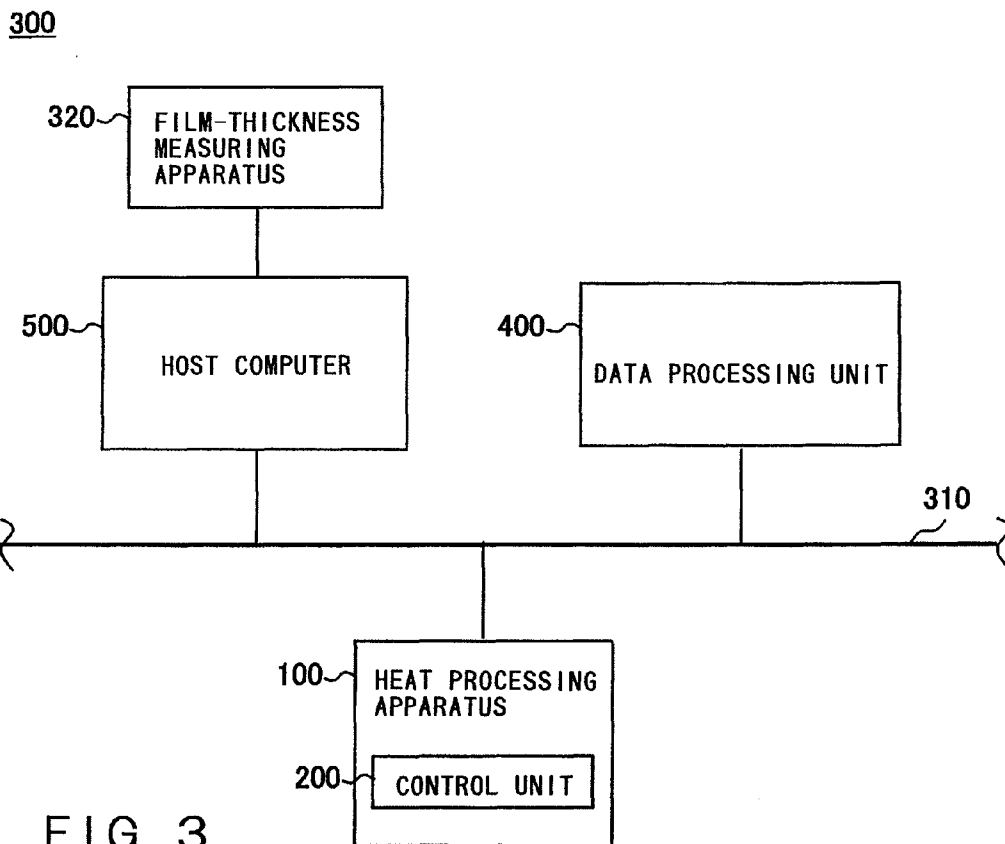 300
320
FILM-THICKNESS
MEASURING
APPARATUS
500
HOST COMPUTER
400
DATA PROCESSING UNIT
310
100
HEAT PROCESSING
APPARATUS
200
CONTROL UNIT
FIG. 3